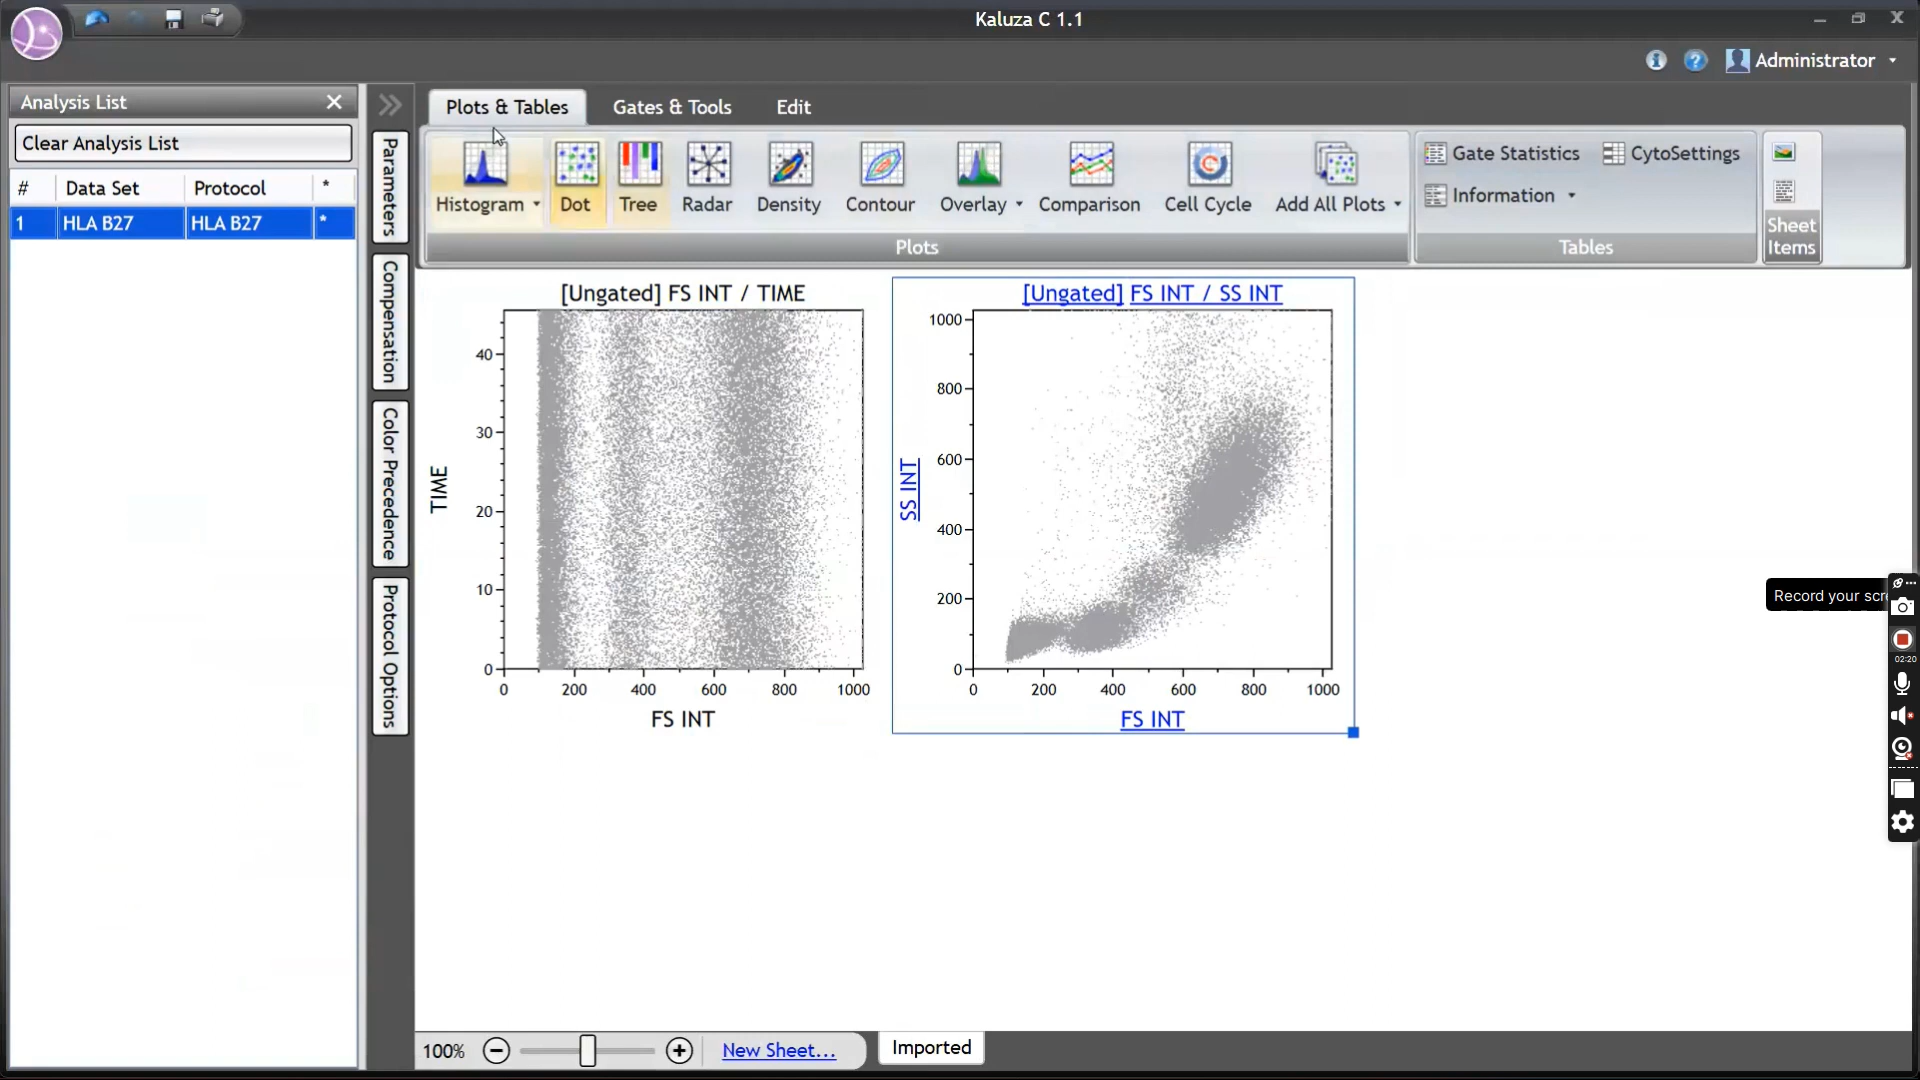 Kaluza C 1.1
Administrator
Analysis List
Clear Analysis List
# Data Set Protocol *
1 HLA B27 HLA B27 *
Parameters
Compensation
Color Precedence
Protocol Options
Plots & Tables Gates & Tools Edit
Histogram Dot Tree Radar Density Contour Overlay Comparison Cell Cycle Add All Plots
Plots
Gate Statistics CytoSettings
Information
Tables
Sheet
Items
[Ungated] FS INT / TIME
TIME
40
30
20
10
0
0 200 400 600 800 1000
FS INT
[Ungated] FS INT / SS INT
SS INT
1000
800
600
400
200
0
0 200 400 600 800 1000
FS INT
Record your scre
02:20
100% New Sheet... Imported